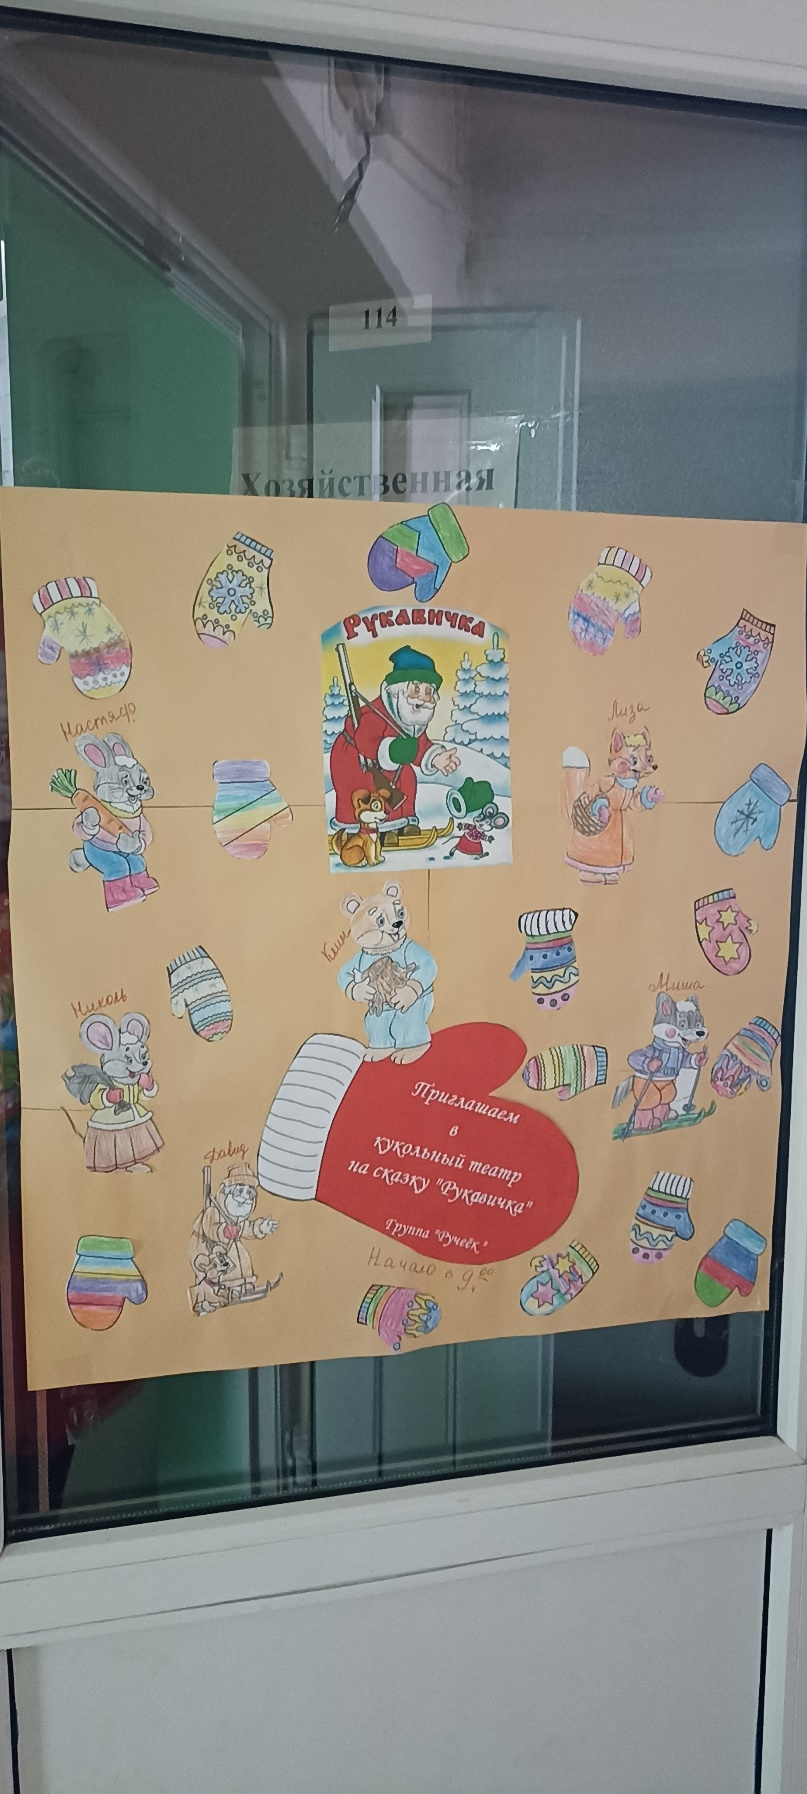 114
Хозяйственная
Рукавичка
Настя Ф.
Лиза
Ким
Николь
Миша
Давид
Приглашаем
в
кукольный театр
на сказку "Рукавичка"
Группа "Ручеёк"
Начало в 9.00